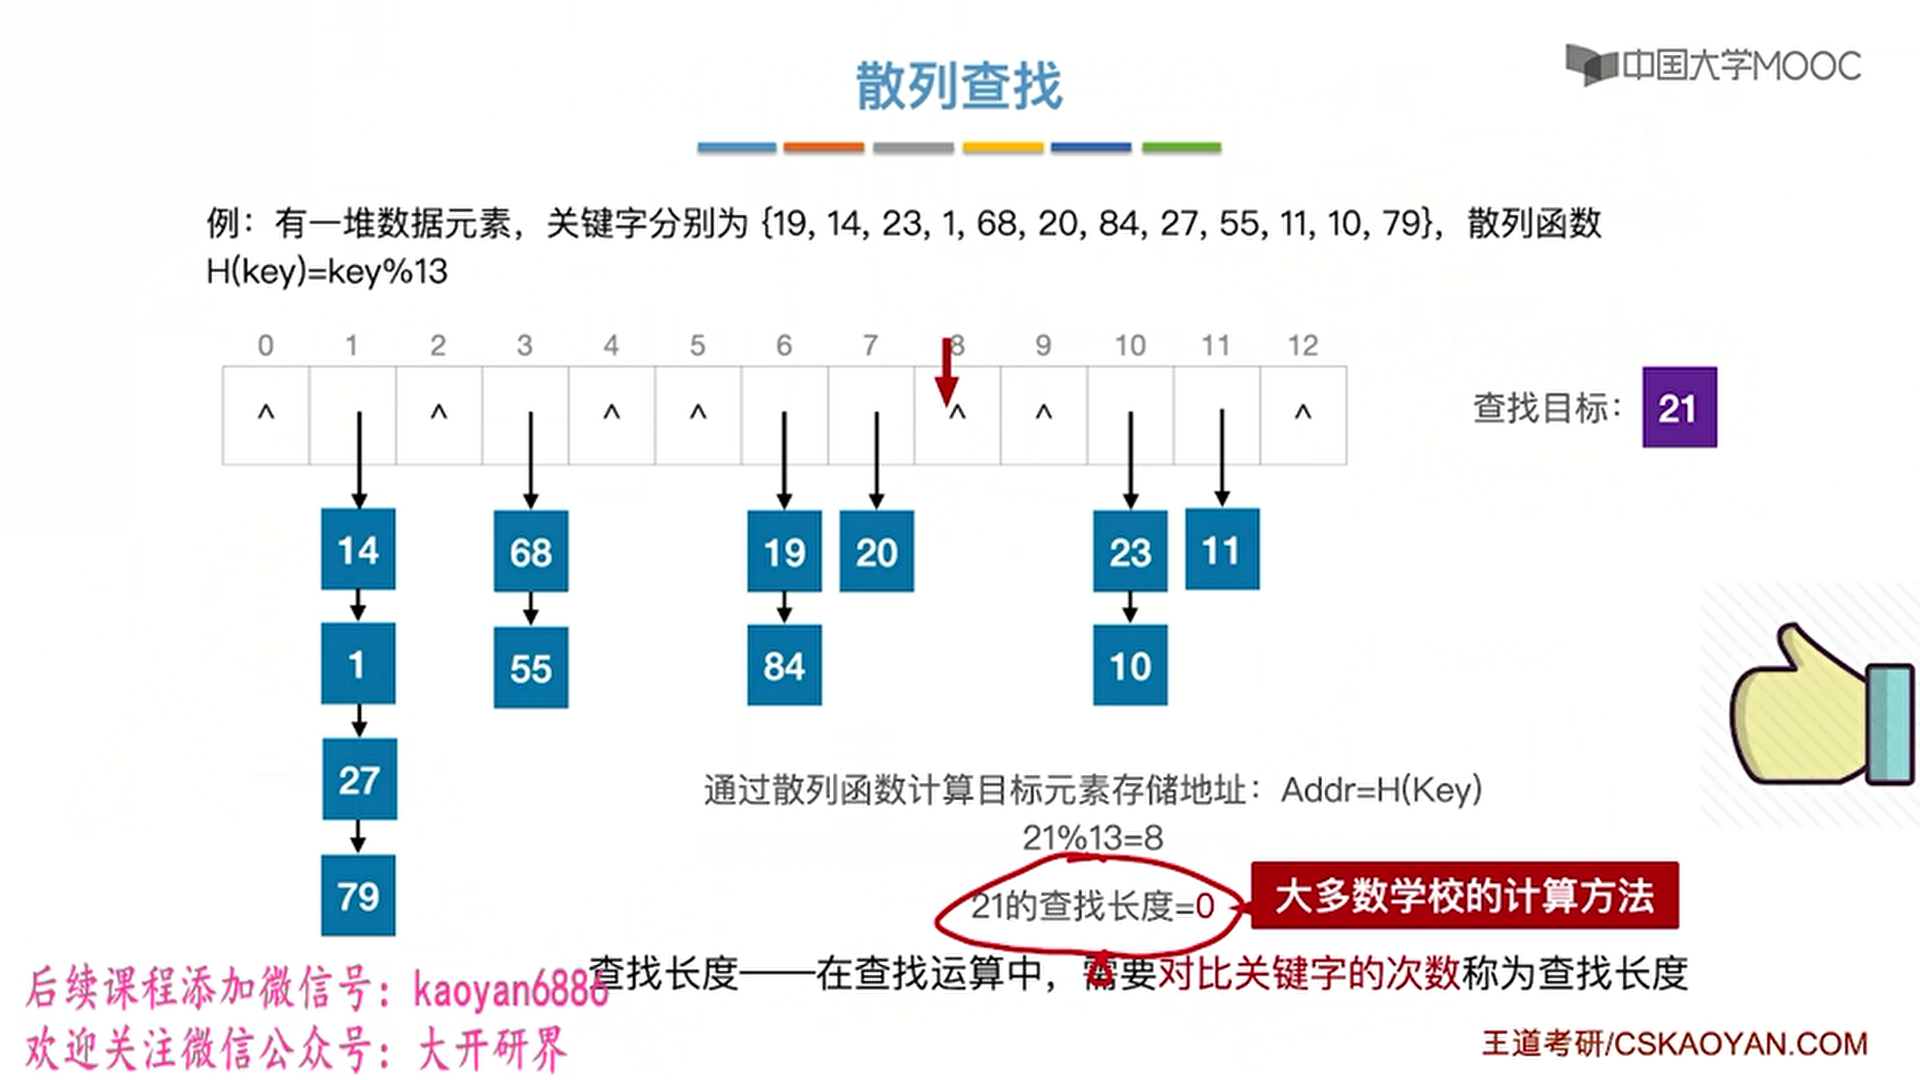 中国大学MOOC
散列查找
例：有一堆数据元素，关键字分别为 {19, 14, 23, 1, 68, 20, 84, 27, 55, 11, 10, 79}，散列函数
H(key)=key%13
0 1 2 3 4 5 6 7 8 9 10 11 12
^ ^ ^ ^ ^ ^ ^
查找目标： 21
14 68 19 20 23 11
1 55 84 10
27
79
通过散列函数计算目标元素存储地址：Addr=H(Key)
21%13=8
21的查找长度=0
大多数学校的计算方法
查找长度——在查找运算中，需要对比关键字的次数称为查找长度
后续课程添加微信号：kaoyan6886
欢迎关注微信公众号：大开研界
王道考研/CSKAOYAN.COM